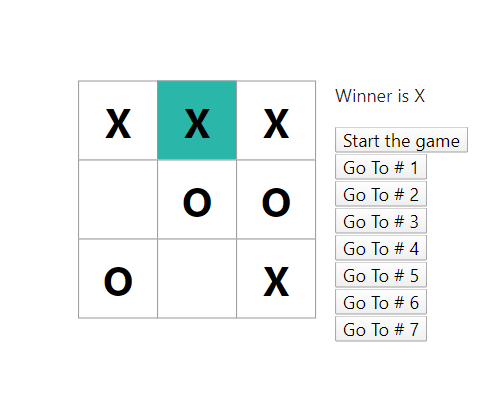 X X X
O O
O X
Winner is X
Start the game
Go To # 1
Go To # 2
Go To # 3
Go To # 4
Go To # 5
Go To # 6
Go To # 7